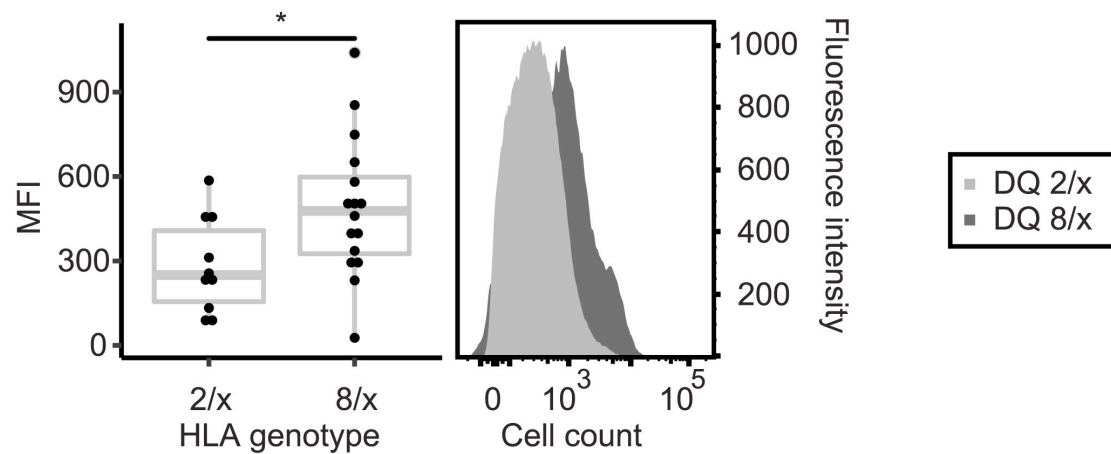 *
MFI
900
600
300
0
2/x
8/x
HLA genotype
1000
800
600
400
200
Fluorescence intensity
0
10³
10⁵
Cell count
DQ 2/x
DQ 8/x